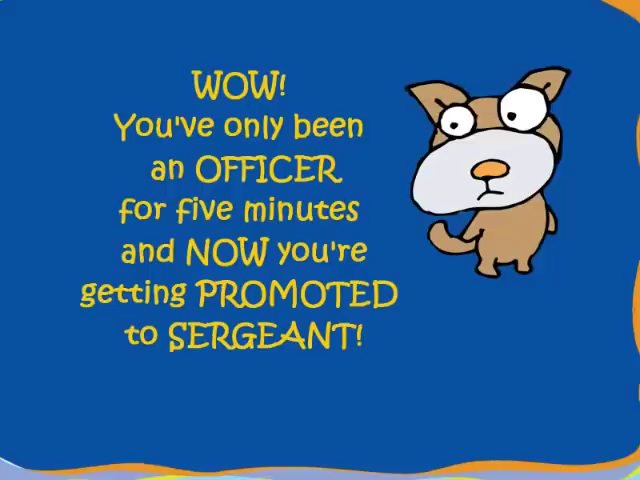 WOW!
You've only been
an OFFICER
for five minutes
and NOW you're
getting PROMOTED
to SERGEANT!